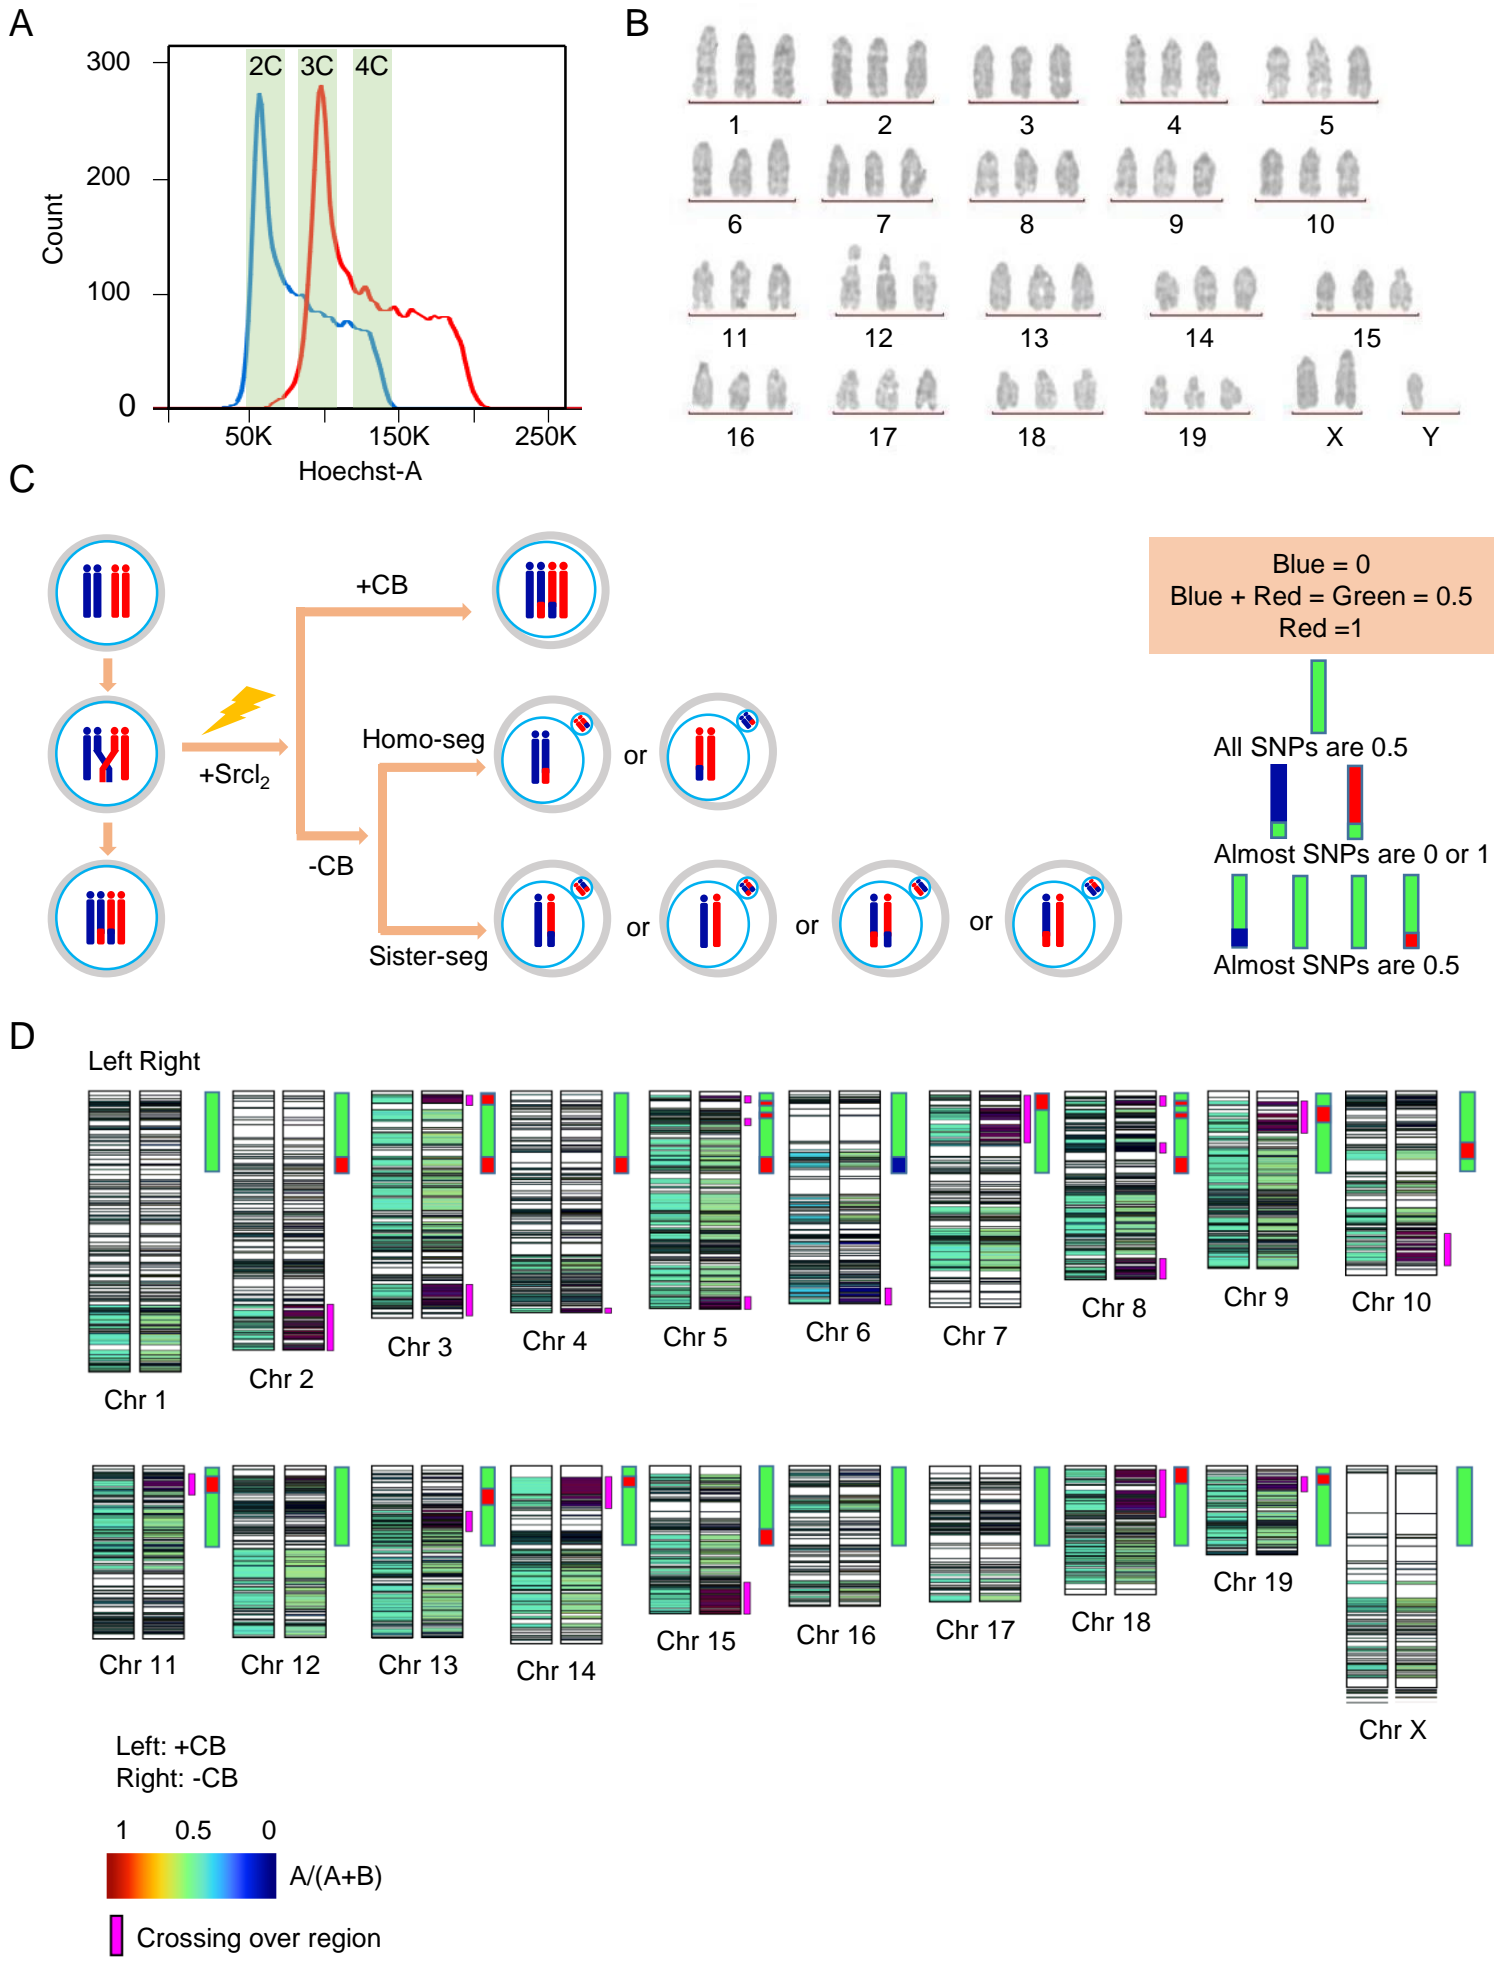 A
300
200
100
0
Count
2C 3C 4C
50K 150K 250K
Hoechst-A
B
1 2 3 4 5
6 7 8 9 10
11 12 13 14 15
16 17 18 19 X Y
C
+CB
+Srcl2
-CB
Homo-seg
or
Sister-seg
or or or
Blue = 0
Blue + Red = Green = 0.5
Red =1
All SNPs are 0.5
Almost SNPs are 0 or 1
Almost SNPs are 0.5
D
Left Right
Chr 1 Chr 2 Chr 3 Chr 4 Chr 5 Chr 6 Chr 7 Chr 8 Chr 9 Chr 10
Chr 11 Chr 12 Chr 13 Chr 14 Chr 15 Chr 16 Chr 17 Chr 18 Chr 19 Chr X
Left: +CB
Right: -CB
1 0.5 0
A/(A+B)
Crossing over region